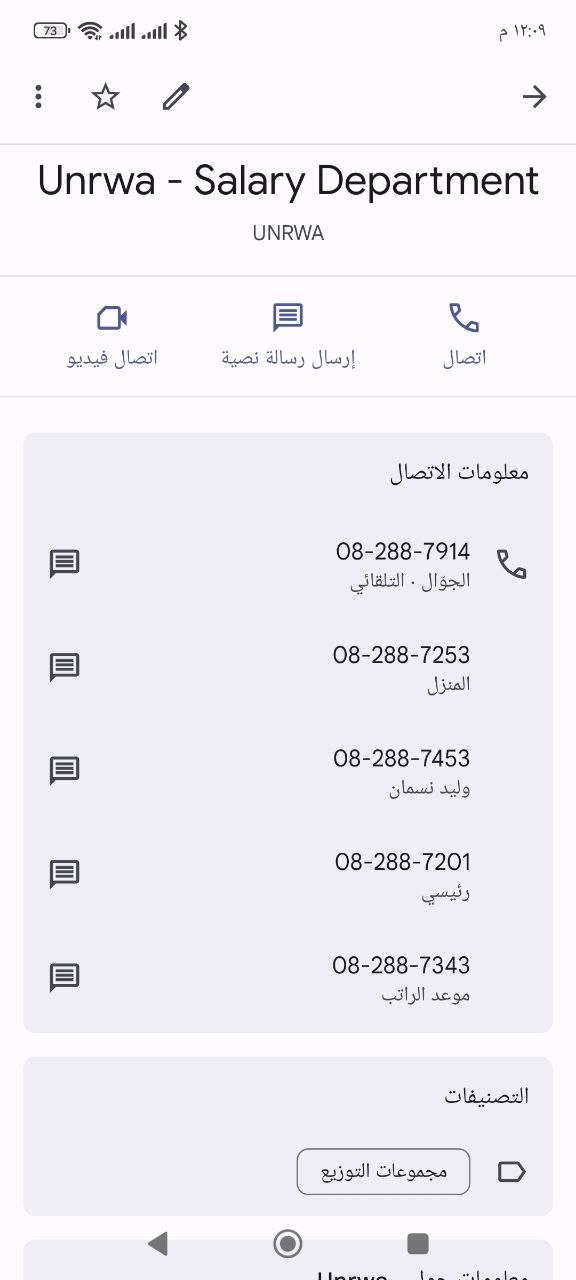 ١٢:٠٩ م
73
Unrwa - Salary Department
UNRWA
اتصال
إرسال رسالة نصية
اتصال فيديو
معلومات الاتصال
08-288-7914
الجوّال · التلقائي
08-288-7253
المنزل
08-288-7453
وليد نسمان
08-288-7201
رئيسي
08-288-7343
موعد الراتب
التصنيفات
مجموعات التوزيع
معلومات حول Unrwa